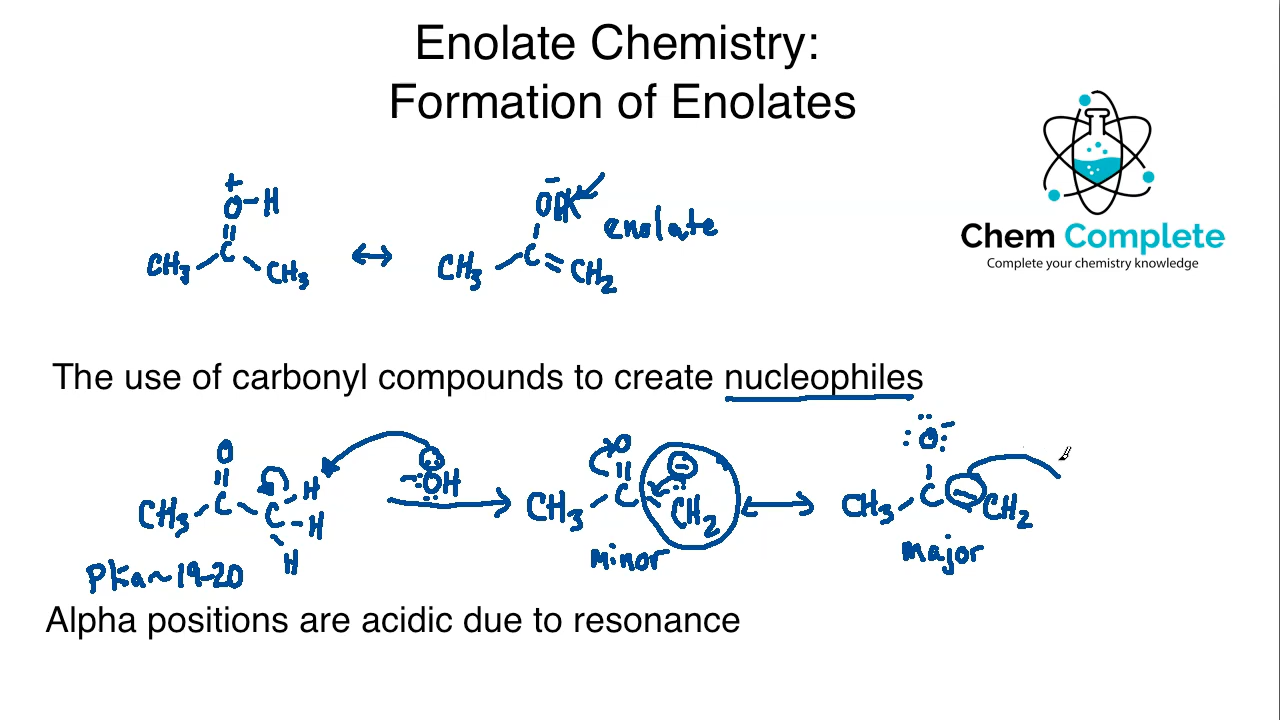 Enolate Chemistry:
Formation of Enolates
Chem Complete
Complete your chemistry knowledge
+
O-H
C
CH3
CH3
↔
-
O
enolate
C
CH3
CH2
The use of carbonyl compounds to create nucleophiles
O
C
CH3
C
H
-H
H
-:OH
O
C
CH3
CH2
-
minor
O
-
C
CH3
CH2
major
pKa~19-20
Alpha positions are acidic due to resonance